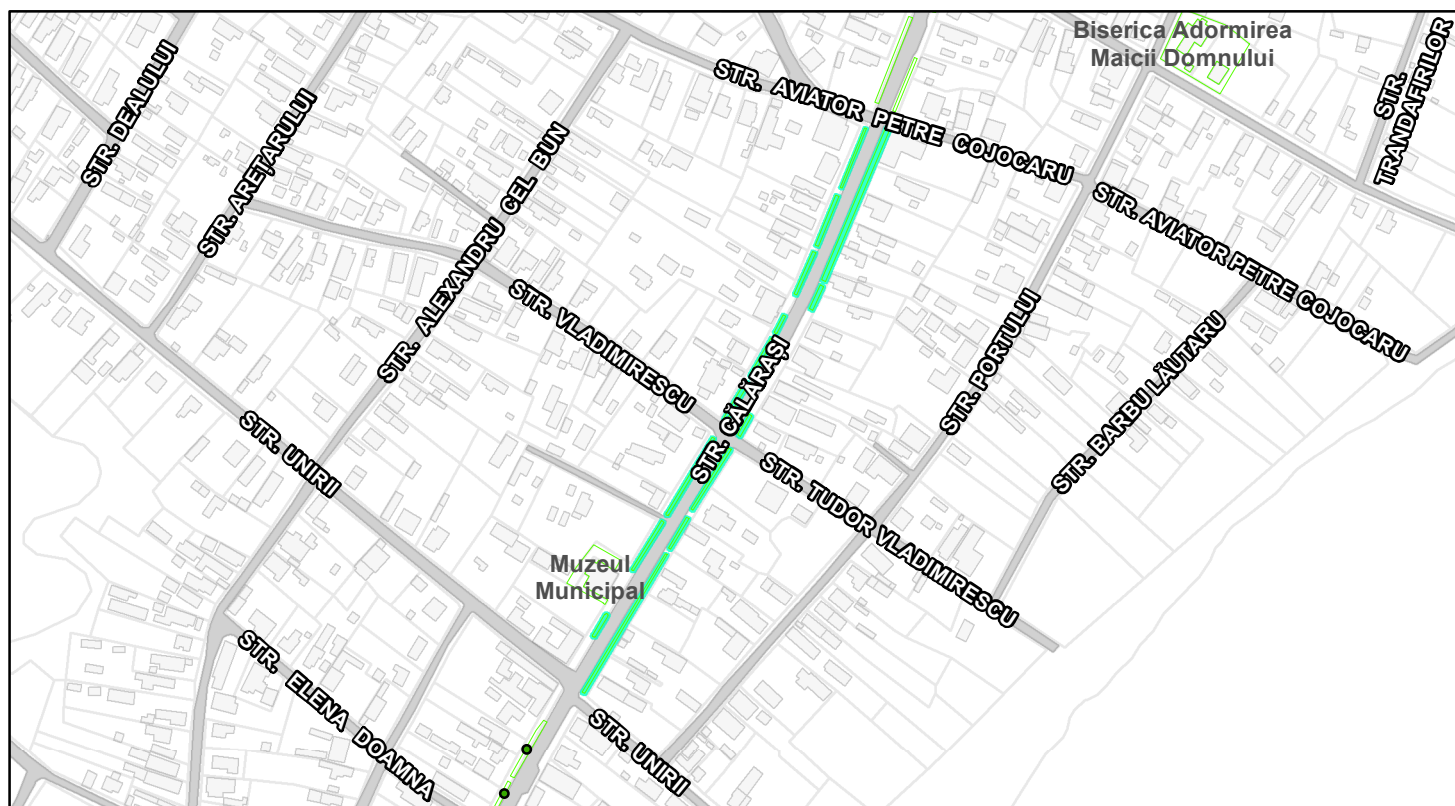 Biserica Adormirea
Maicii Domnului
STR.
TRANDAFIRILOR
STR. DEALULUI
STR. AREȚARULUI
STR. ALEXANDRU CEL BUN
STR. AVIATOR PETRE COJOCARU
STR. AVIATOR PETRE COJOCARU
STR. VLADIMIRESCU
STR. CĂLĂRAŞI
STR. PORTULUI
STR. BARBU LĂUTARU
STR. UNIRII
STR. TUDOR VLADIMIRESCU
Muzeul
Municipal
STR. ELENA DOAMNA
STR. UNIRII